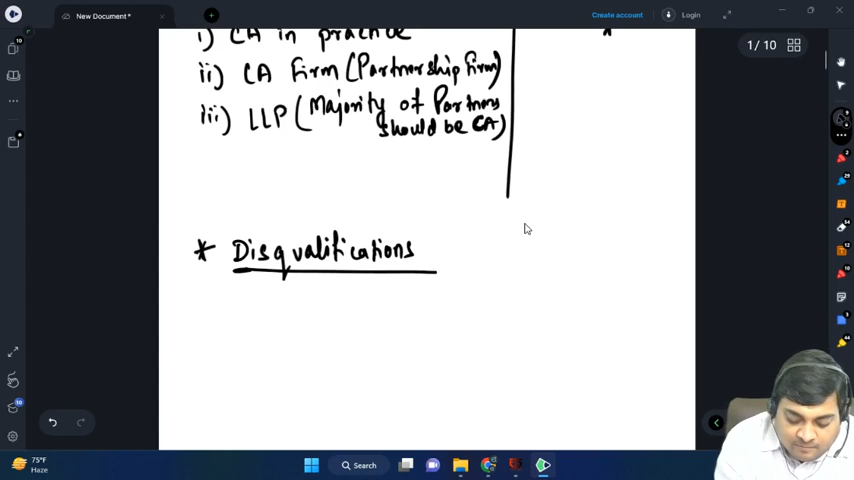 New Document*
Create account
Login
1 / 10
i) CA in practice
ii) CA Firm (Partnership Firm)
iii) LLP (Majority of Partners
should be CA)
* Disqualifications
75°F
Haze
Search